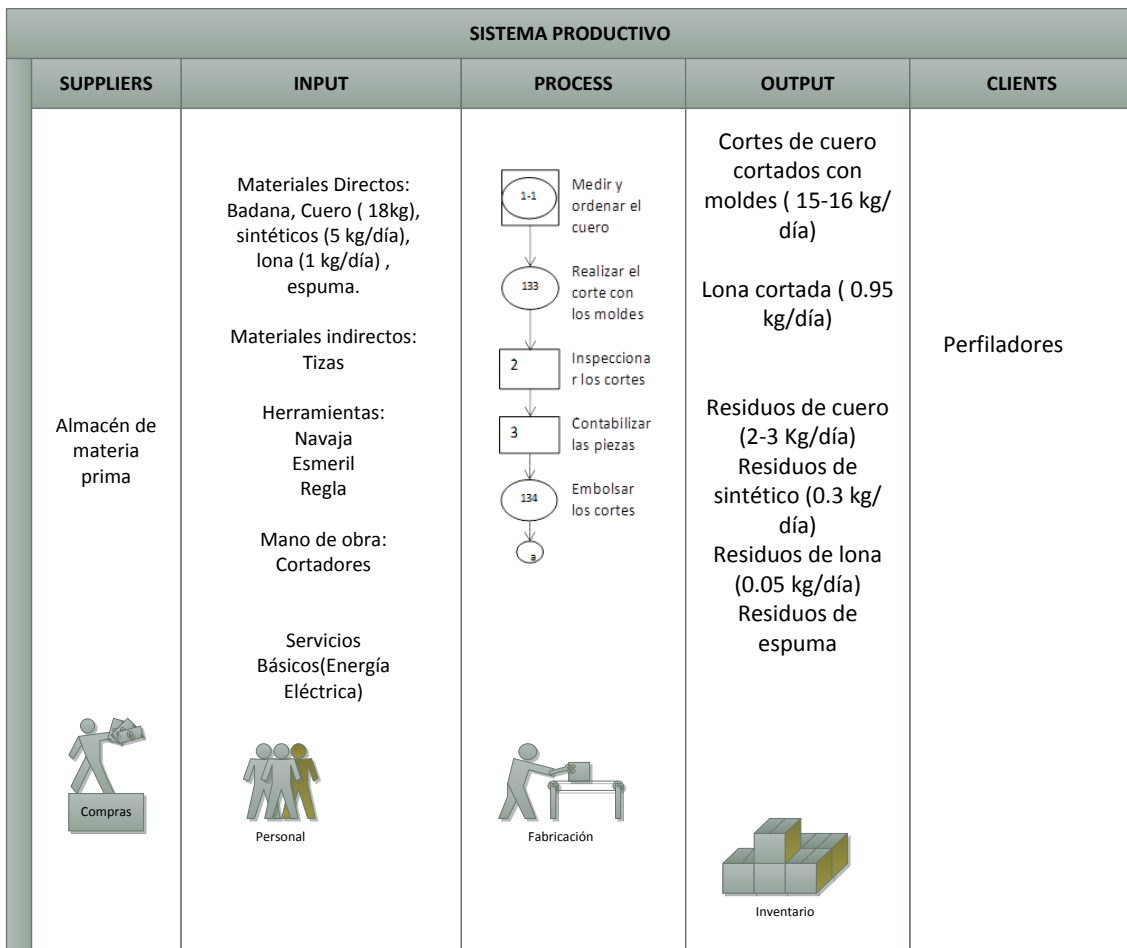 SISTEMA PRODUCTIVO
SUPPLIERS
INPUT
PROCESS
OUTPUT
CLIENTS
Almacén de
materia
prima
Compras
Materiales Directos:
Badana, Cuero ( 18kg),
sintéticos (5 kg/día),
lona (1 kg/día) ,
espuma.
Materiales indirectos:
Tizas
Herramientas:
Navaja
Esmeril
Regla
Mano de obra:
Cortadores
Servicios
Básicos(Energía
Eléctrica)
Personal
1-1
Medir y
ordenar el
cuero
133
Realizar el
corte con
los moldes
2
Inspecciona
r los cortes
3
Contabilizar
las piezas
134
Embolsar
los cortes
a
Fabricación
Cortes de cuero
cortados con
moldes ( 15-16 kg/
día)
Lona cortada ( 0.95
kg/día)
Residuos de cuero
(2-3 Kg/día)
Residuos de
sintético (0.3 kg/
día)
Residuos de lona
(0.05 kg/día)
Residuos de
espuma
Inventario
Perfiladores